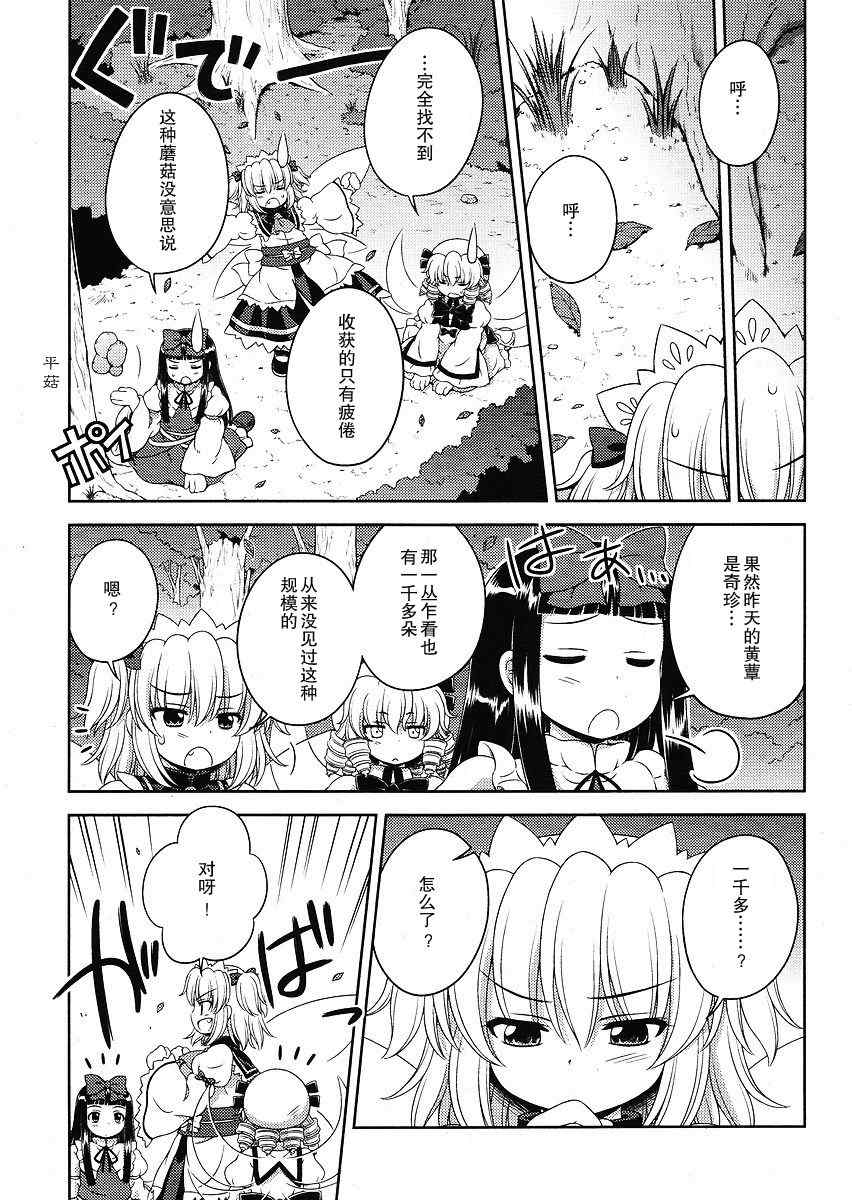 呼…
呼…
…完全找不到
ぐでー
这种蘑菇没意思说
收获的只有疲倦
平菇
ポイ
果然昨天的黄蕈
是奇珍…
はぁ…
那一丛乍看也
有一千多朵
从来没见过这种
规模的
嗯?
一千多……?
怎么了?
对呀!
がばっ